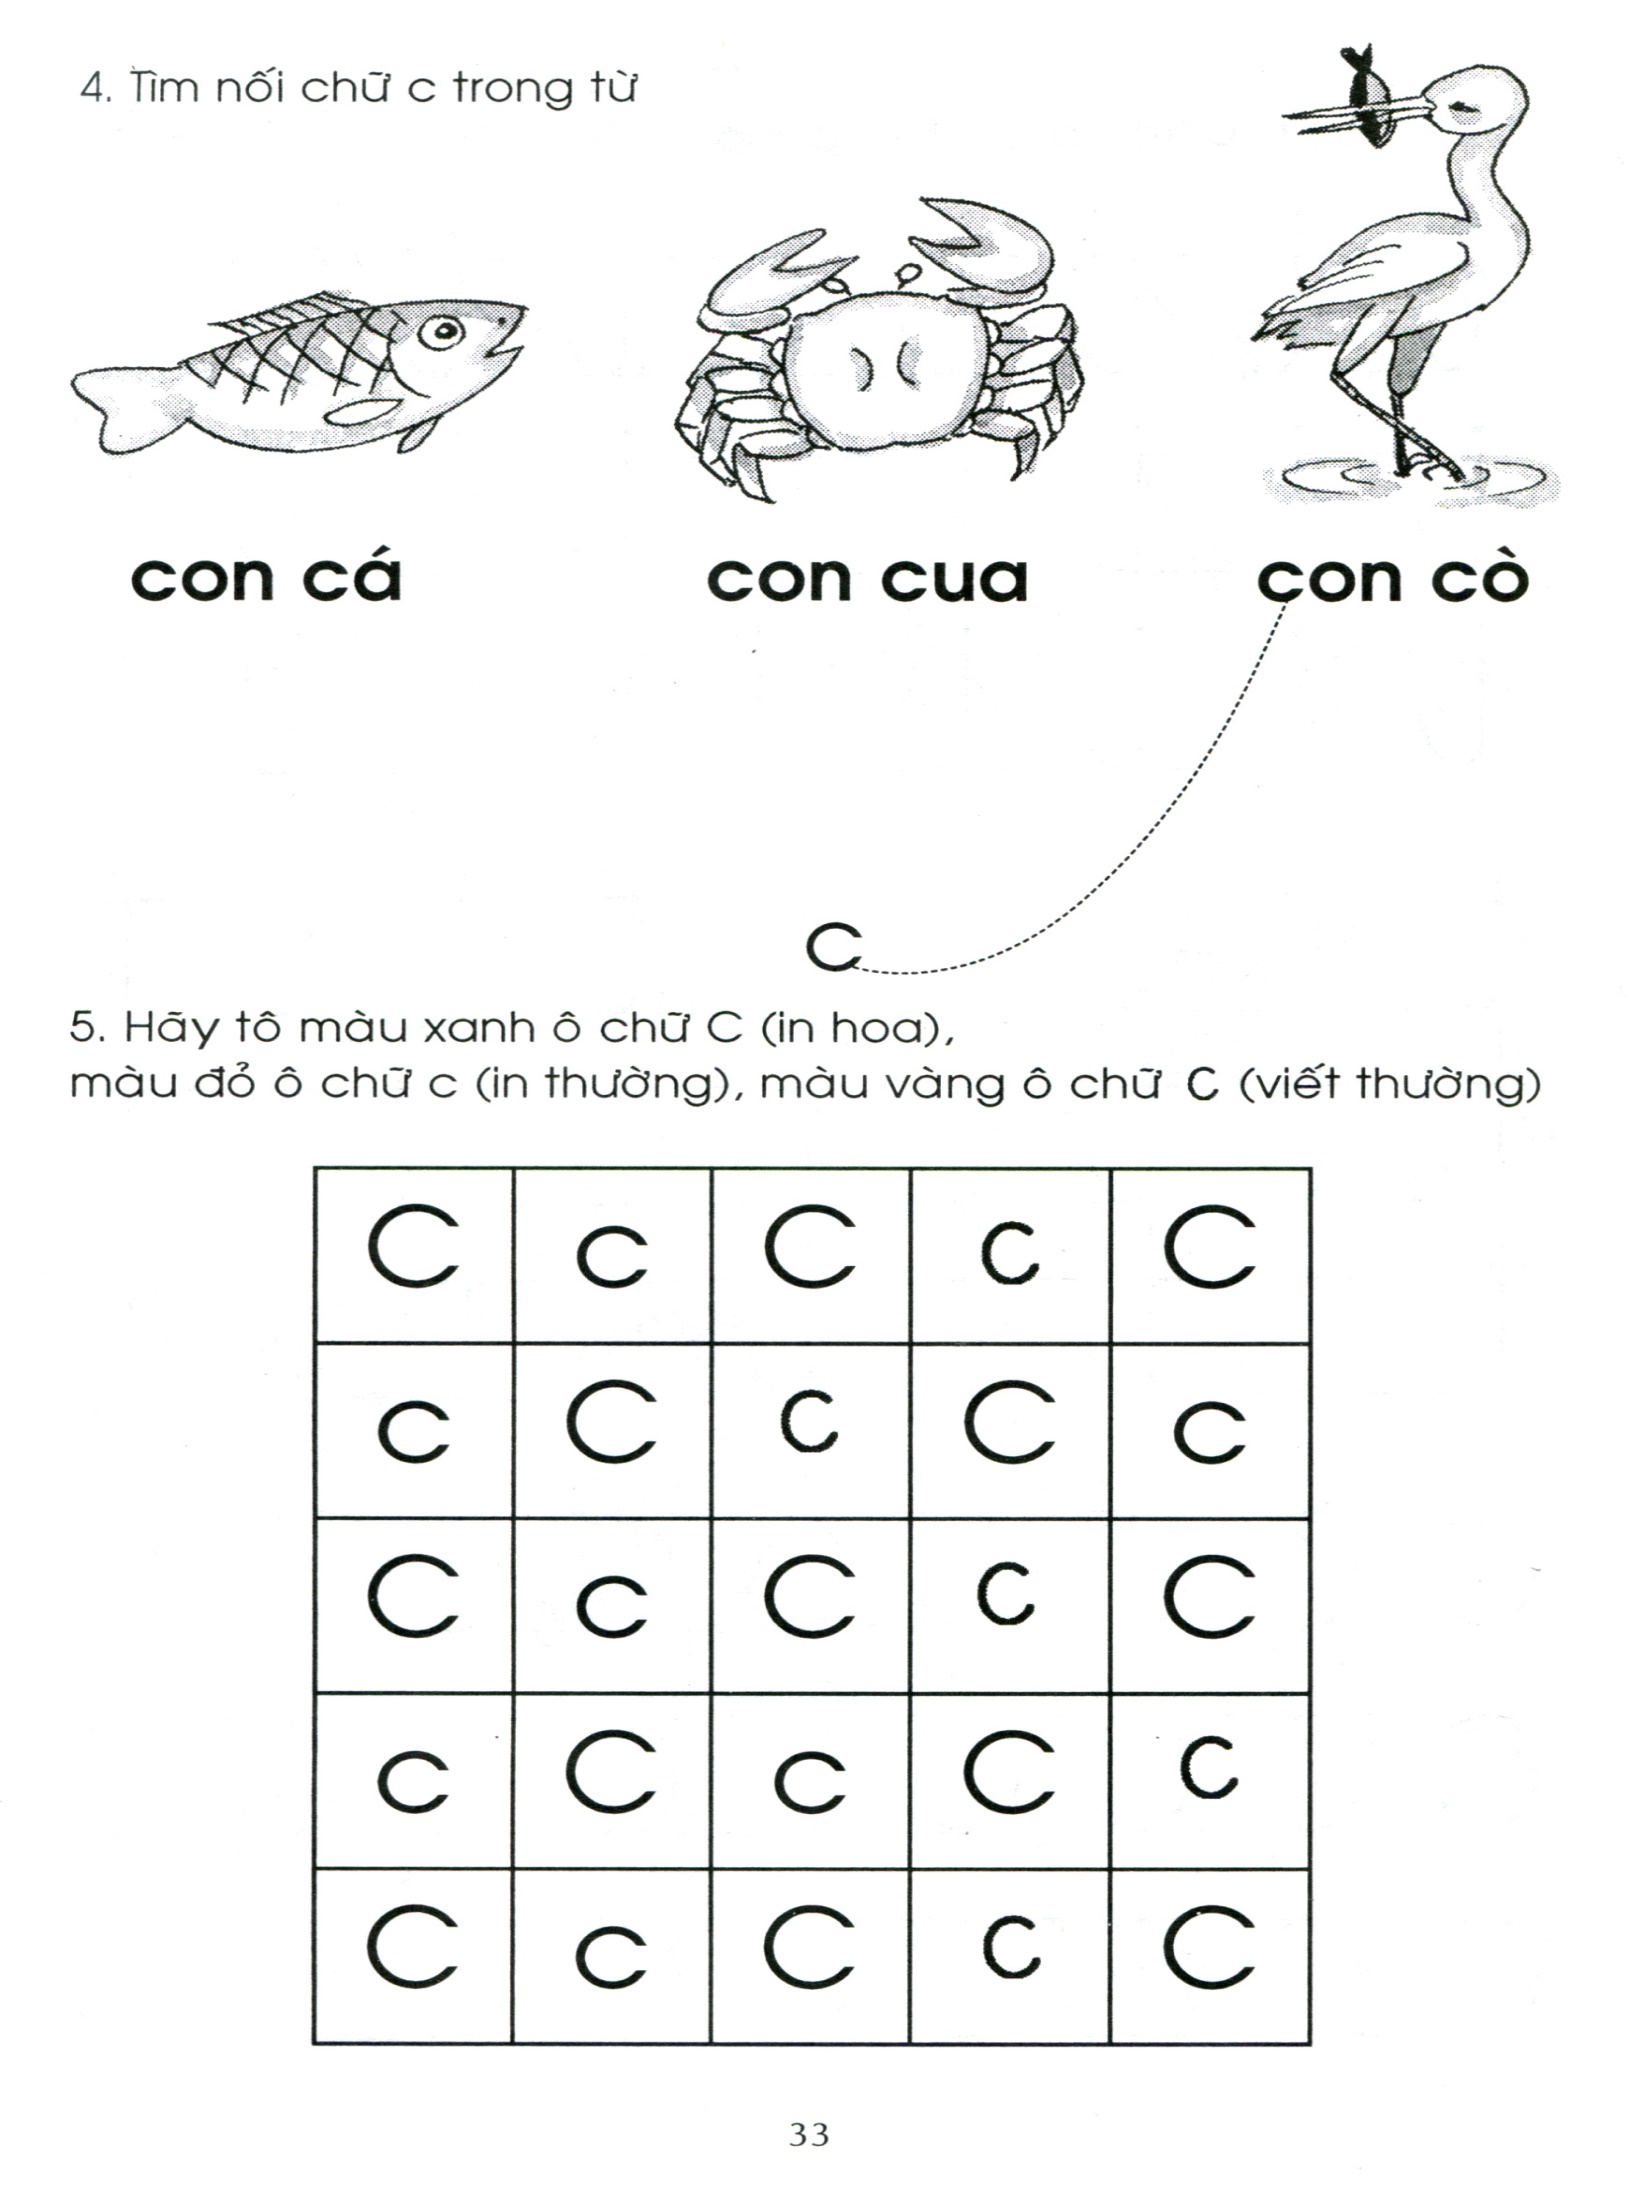 4. Tìm nối chữ c trong từ
con cá con cua con cò
c
5. Hãy tô màu xanh ô chữ C (in hoa),
màu đỏ ô chữ c (in thường), màu vàng ô chữ c (viết thường)
C c C c C
c C c C c
C c C c C
c C c C c
C c C c C
33